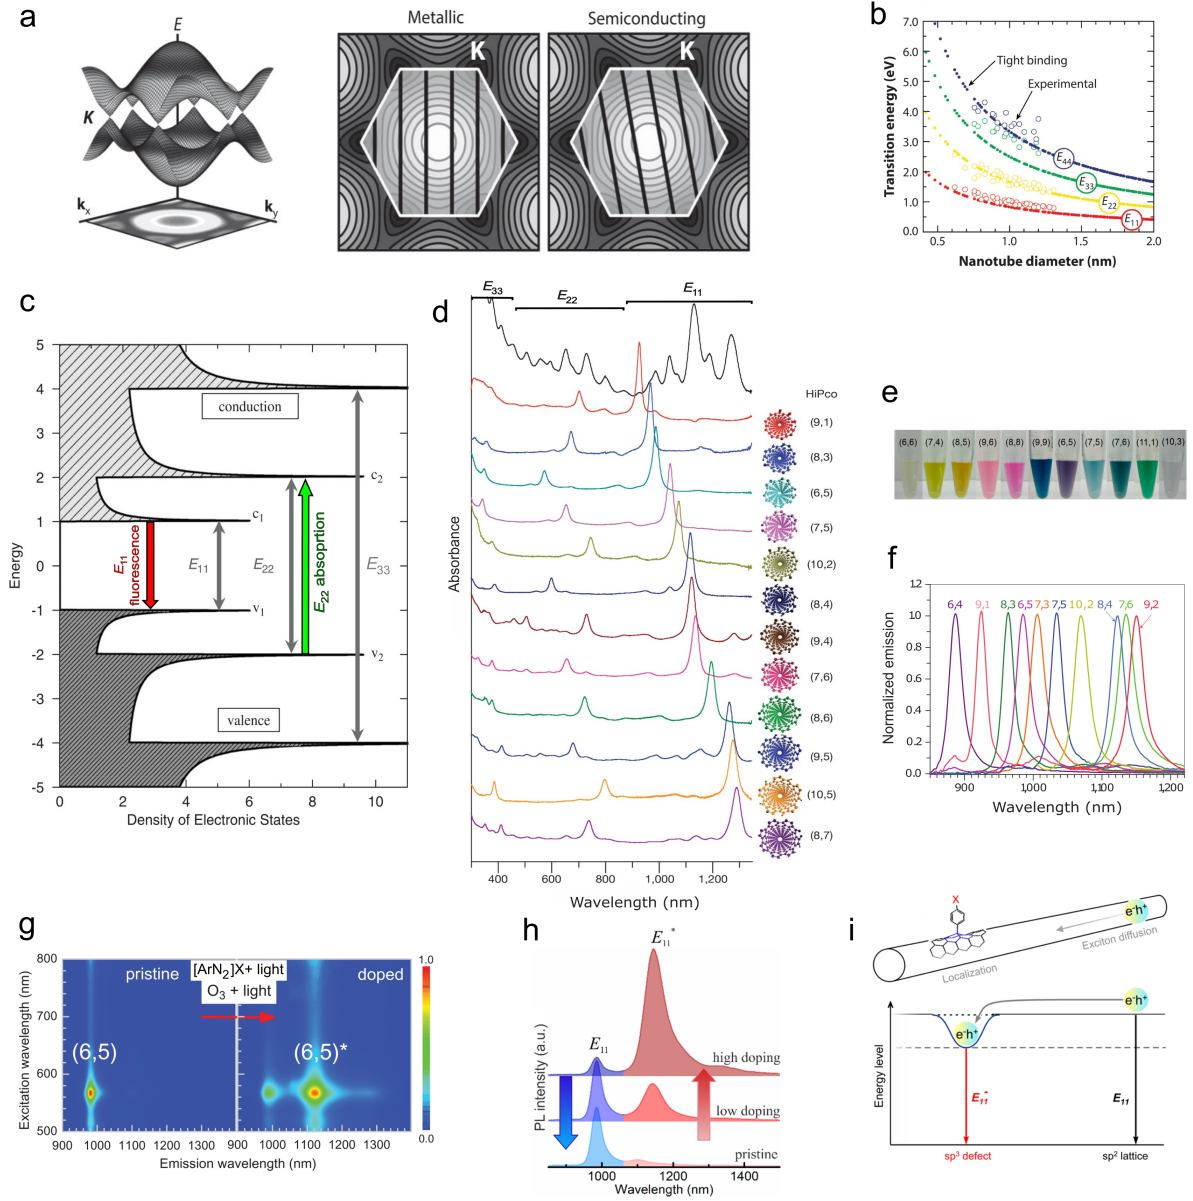 a
E
K
kx
ky
Metallic
K
Semiconducting
K
b
Transition energy (eV)
7.0
6.0
5.0
4.0
3.0
2.0
1.0
0.0
Tight binding
Experimental
E44
E33
E22
E11
0.5
1.0
1.5
2.0
Nanotube diameter (nm)
c
Energy
5
4
3
2
1
0
-1
-2
-3
-4
-5
conduction
c2
c1
E11
fluorescence
E11
E22
E22 absoprtion
E33
v1
v2
valence
0
2
4
6
8
10
Density of Electronic States
d
E33
E22
E11
Absorbance
HiPco
(9,1)
(8,3)
(6,5)
(7,5)
(10,2)
(8,4)
(9,4)
(7,6)
(8,6)
(9,5)
(10,5)
(8,7)
400
600
800
1,000
1,200
Wavelength (nm)
e
(6,6)
(7,4)
(8,5)
(9,6)
(8,8)
(9,9)
(6,5)
(7,5)
(7,6)
(11,1)
(10,3)
f
Normalized emission
12
10
0.8
0.6
0.4
0.2
0.0
6,4
9,1
8,3
6,5
7,3
7,5
10,2
8,4
7,6
9,2
900
1,000
1,100
1,200
Wavelength (nm)
g
Excitation wavelength (nm)
800
700
600
500
pristine
[ArN2]X+ light
O3 + light
doped
(6,5)
(6,5)*
1.0
0.0
900
1000
1100
1200
1300
900
1000
1100
1200
1300
Emission wavelength (nm)
h
PL intensity (a.u.)
E11*
E11
high doping
low doping
pristine
1000
1200
1400
Wavelength (nm)
i
X
e-h+
Exciton diffusion
Localization
e-h+
e-h+
Energy level
E11-
E11
sp3 defect
sp2 lattice